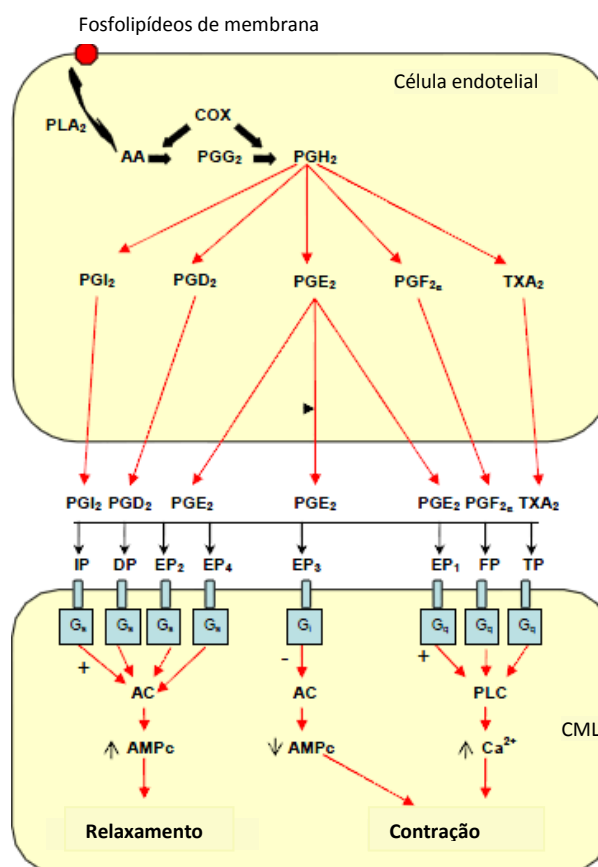 Fosfolipídeos de membrana
Célula endotelial
COX
PLA₂
AA PGG₂ PGH₂
PGI₂ PGD₂ PGE₂ PGF₂ₐ TXA₂
PGI₂ PGD₂ PGE₂ PGE₂ PGE₂ PGF₂ₐ TXA₂
IP DP EP₂ EP₄ EP₃ EP₁ FP TP
Gₛ Gₛ Gₛ Gₛ Gᵢ Gq Gq Gq
+ - +
AC AC PLC
CML
↑ AMPc ↓ AMPc ↑ Ca²⁺
Relaxamento Contração